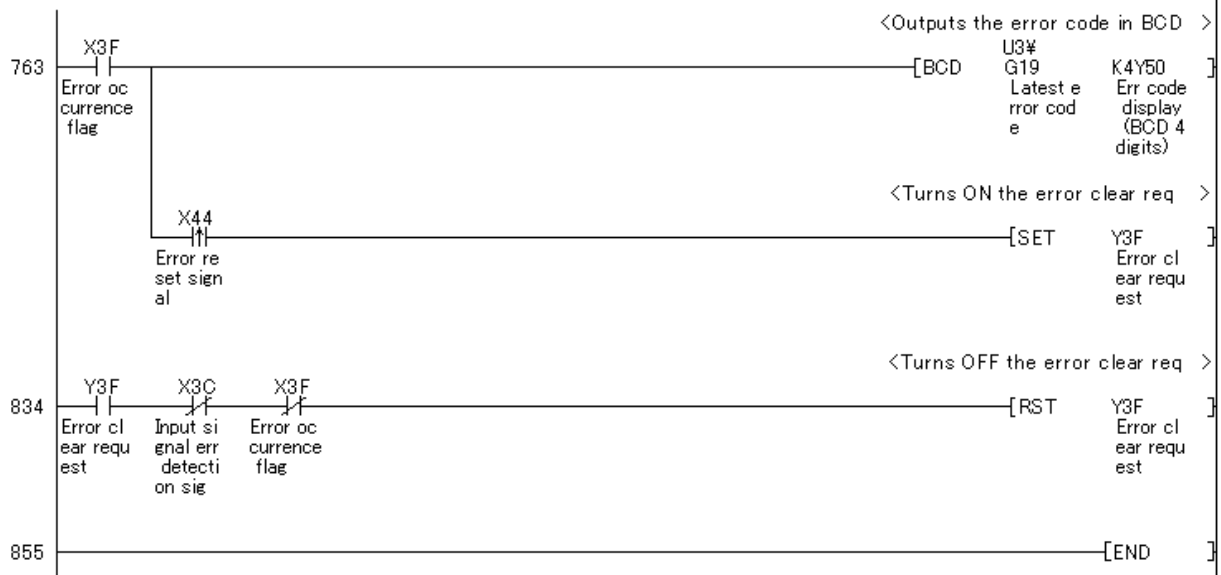 <Outputs the error code in BCD >
X3F
U3¥
763
[BCD G19 K4Y50 ]
Error oc
currence
flag
Latest e
rror cod
e
Err code
display
(BCD 4
digits)
<Turns ON the error clear req >
X44
[SET Y3F ]
Error re
set sign
al
Error cl
ear requ
est
<Turns OFF the error clear req >
Y3F X3C X3F
834
[RST Y3F ]
Error cl
ear requ
est
Input si
gnal err
detecti
on sig
Error oc
currence
flag
Error cl
ear requ
est
855
[END ]